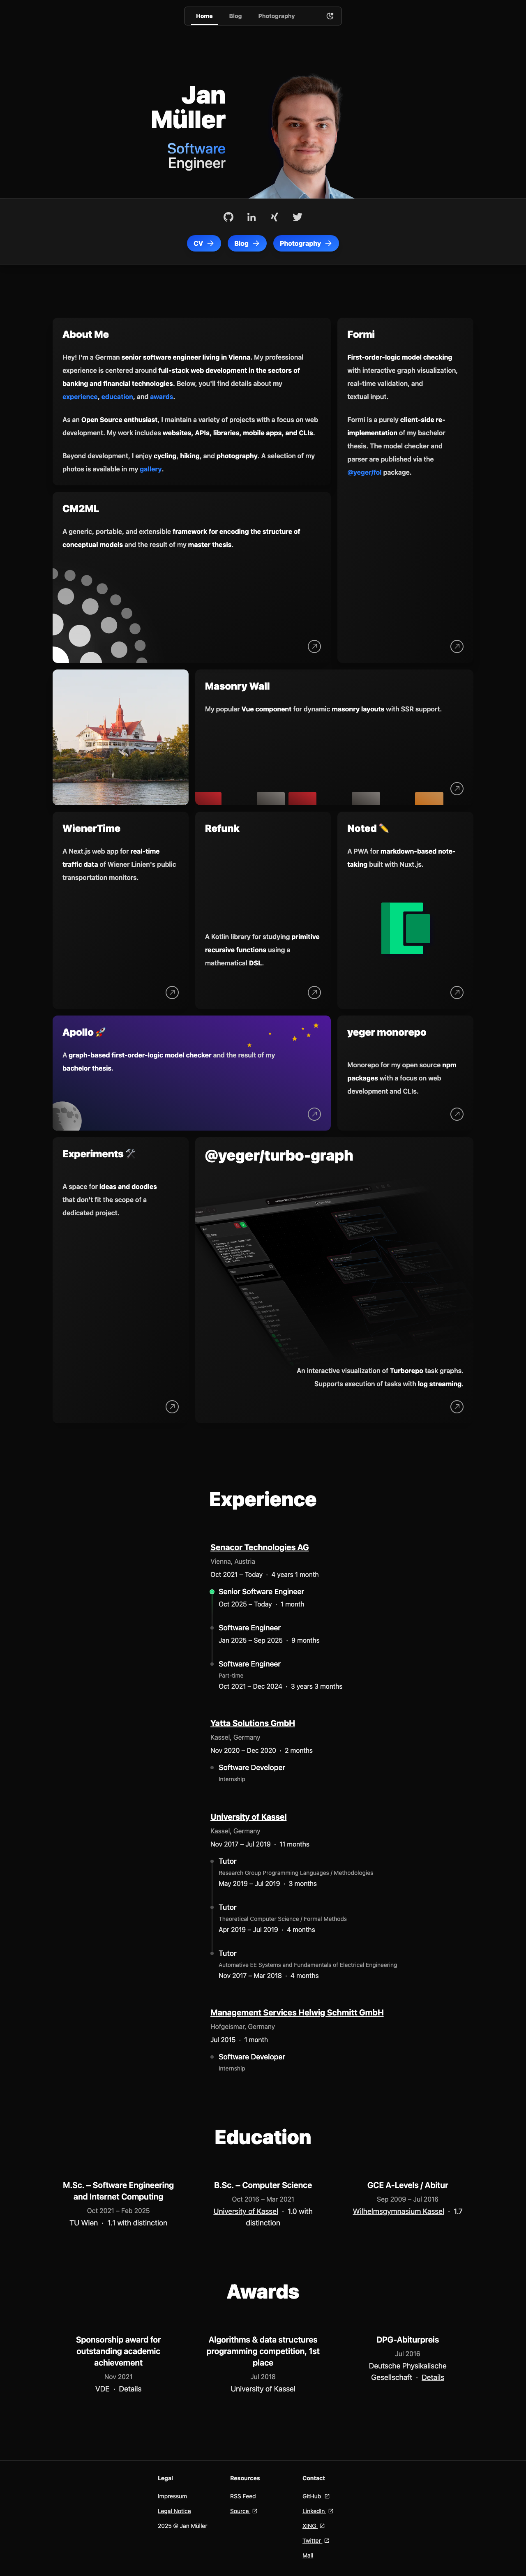 Home Blog Photography
Jan
Müller
Software
Engineer
CV Blog Photography
About Me
Hey! I'm a German senior software engineer living in Vienna. My professional
experience is centered around full-stack web development in the sectors of
banking and financial technologies. Below, you'll find details about my
experience, education, and awards.
As an Open Source enthusiast, I maintain a variety of projects with a focus on web
development. My work includes websites, APIs, libraries, mobile apps, and CLIs.
Beyond development, I enjoy cycling, hiking, and photography. A selection of my
photos is available in my gallery.
Formi
First-order-logic model checking
with interactive graph visualization,
real-time validation, and
textual input.
Formi is a purely client-side re-
implementation of my bachelor
thesis. The model checker and
parser are published via the
@yeger/fol package.
CM2ML
A generic, portable, and extensible framework for encoding the structure of
conceptual models and the result of my master thesis.
Masonry Wall
My popular Vue component for dynamic masonry layouts with SSR support.
WienerTime
A Next.js web app for real-time
traffic data of Wiener Linien's public
transportation monitors.
Refunk
A Kotlin library for studying primitive
recursive functions using a
mathematical DSL.
Noted ✏️
A PWA for markdown-based note-
taking built with Nuxt.js.
Apollo 🚀
A graph-based first-order-logic model checker and the result of my
bachelor thesis.
yeger monorepo
Monorepo for my open source npm
packages with a focus on web
development and CLIs.
Experiments 🛠️
A space for ideas and doodles
that don't fit the scope of a
dedicated project.
@yeger/turbo-graph
An interactive visualization of Turborepo task graphs.
Supports execution of tasks with log streaming.
Experience
Senacor Technologies AG
Vienna, Austria
Oct 2021 – Today · 4 years 1 month
Senior Software Engineer
Oct 2025 – Today · 1 month
Software Engineer
Jan 2025 – Sep 2025 · 9 months
Software Engineer
Part-time
Oct 2021 – Dec 2024 · 3 years 3 months
Yatta Solutions GmbH
Kassel, Germany
Nov 2020 – Dec 2020 · 2 months
Software Developer
Internship
University of Kassel
Kassel, Germany
Nov 2017 – Jul 2019 · 11 months
Tutor
Research Group Programming Languages / Methodologies
May 2019 – Jul 2019 · 3 months
Tutor
Theoretical Computer Science / Formal Methods
Apr 2019 – Jul 2019 · 4 months
Tutor
Automative EE Systems and Fundamentals of Electrical Engineering
Nov 2017 – Mar 2018 · 4 months
Management Services Helwig Schmitt GmbH
Hofgeismar, Germany
Jul 2015 · 1 month
Software Developer
Internship
Education
M.Sc. – Software Engineering
and Internet Computing
Oct 2021 – Feb 2025
TU Wien · 1.1 with distinction
B.Sc. – Computer Science
Oct 2016 – Mar 2021
University of Kassel · 1.0 with
distinction
GCE A-Levels / Abitur
Sep 2009 – Jul 2016
Wilhelmsgymnasium Kassel · 1.7
Awards
Sponsorship award for
outstanding academic
achievement
Nov 2021
VDE · Details
Algorithms & data structures
programming competition, 1st
place
Jul 2018
University of Kassel
DPG-Abiturpreis
Jul 2016
Deutsche Physikalische
Gesellschaft · Details
Legal
Impressum
Legal Notice
2025 © Jan Müller
Resources
RSS Feed
Source
Contact
GitHub
LinkedIn
XING
Twitter
Mail